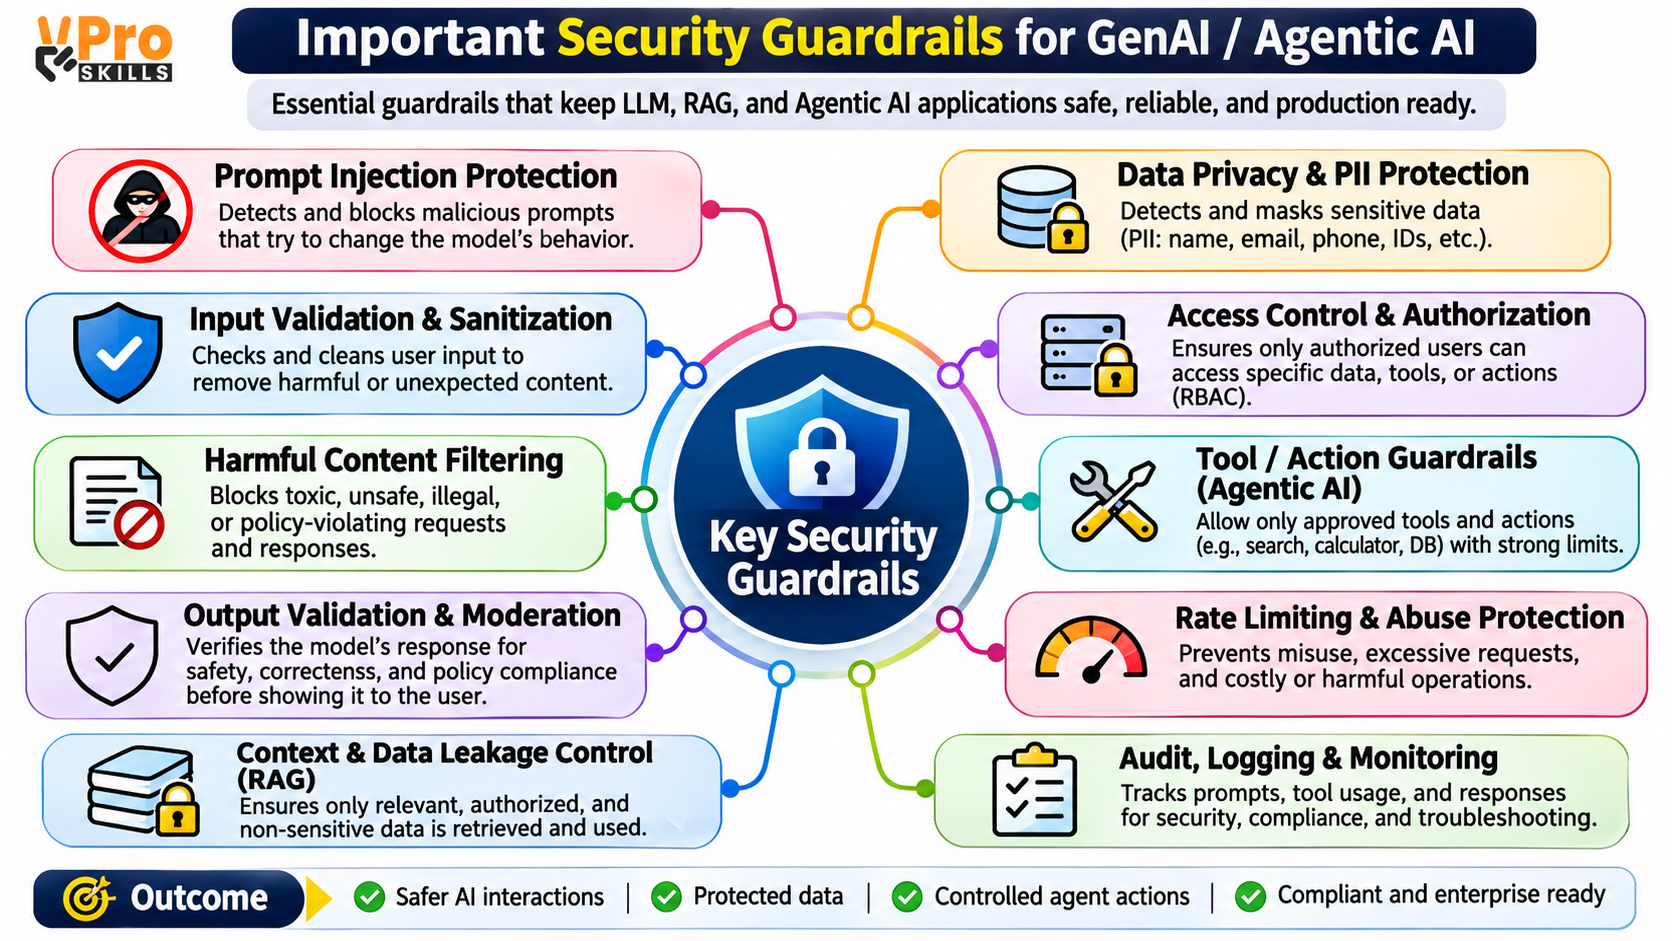 VPro
SKILLS
Important Security Guardrails for GenAI / Agentic AI
Essential guardrails that keep LLM, RAG, and Agentic AI applications safe, reliable, and production ready.
Prompt Injection Protection
Detects and blocks malicious prompts
that try to change the model's behavior.
Input Validation & Sanitization
Checks and cleans user input to
remove harmful or unexpected content.
Harmful Content Filtering
Blocks toxic, unsafe, illegal,
or policy-violating requests
and responses.
Output Validation & Moderation
Verifies the model's response for
safety, correctenss, and policy compliance
before showing it to the user.
Context & Data Leakage Control
(RAG)
Ensures only relevant, authorized, and
non-sensitive data is retrieved and used.
Key Security
Guardrails
Data Privacy & PII Protection
Detects and masks sensitive data
(PII: name, email, phone, IDs, etc.).
Access Control & Authorization
Ensures only authorized users can
access specific data, tools, or actions
(RBAC).
Tool / Action Guardrails
(Agentic AI)
Allow only approved tools and actions
(e.g., search, calculator, DB) with strong limits.
Rate Limiting & Abuse Protection
Prevents misuse, excessive requests,
and costly or harmful operations.
Audit, Logging & Monitoring
Tracks prompts, tool usage, and responses
for security, compliance, and troubleshooting.
Outcome
Safer AI interactions
Protected data
Controlled agent actions
Compliant and enterprise ready